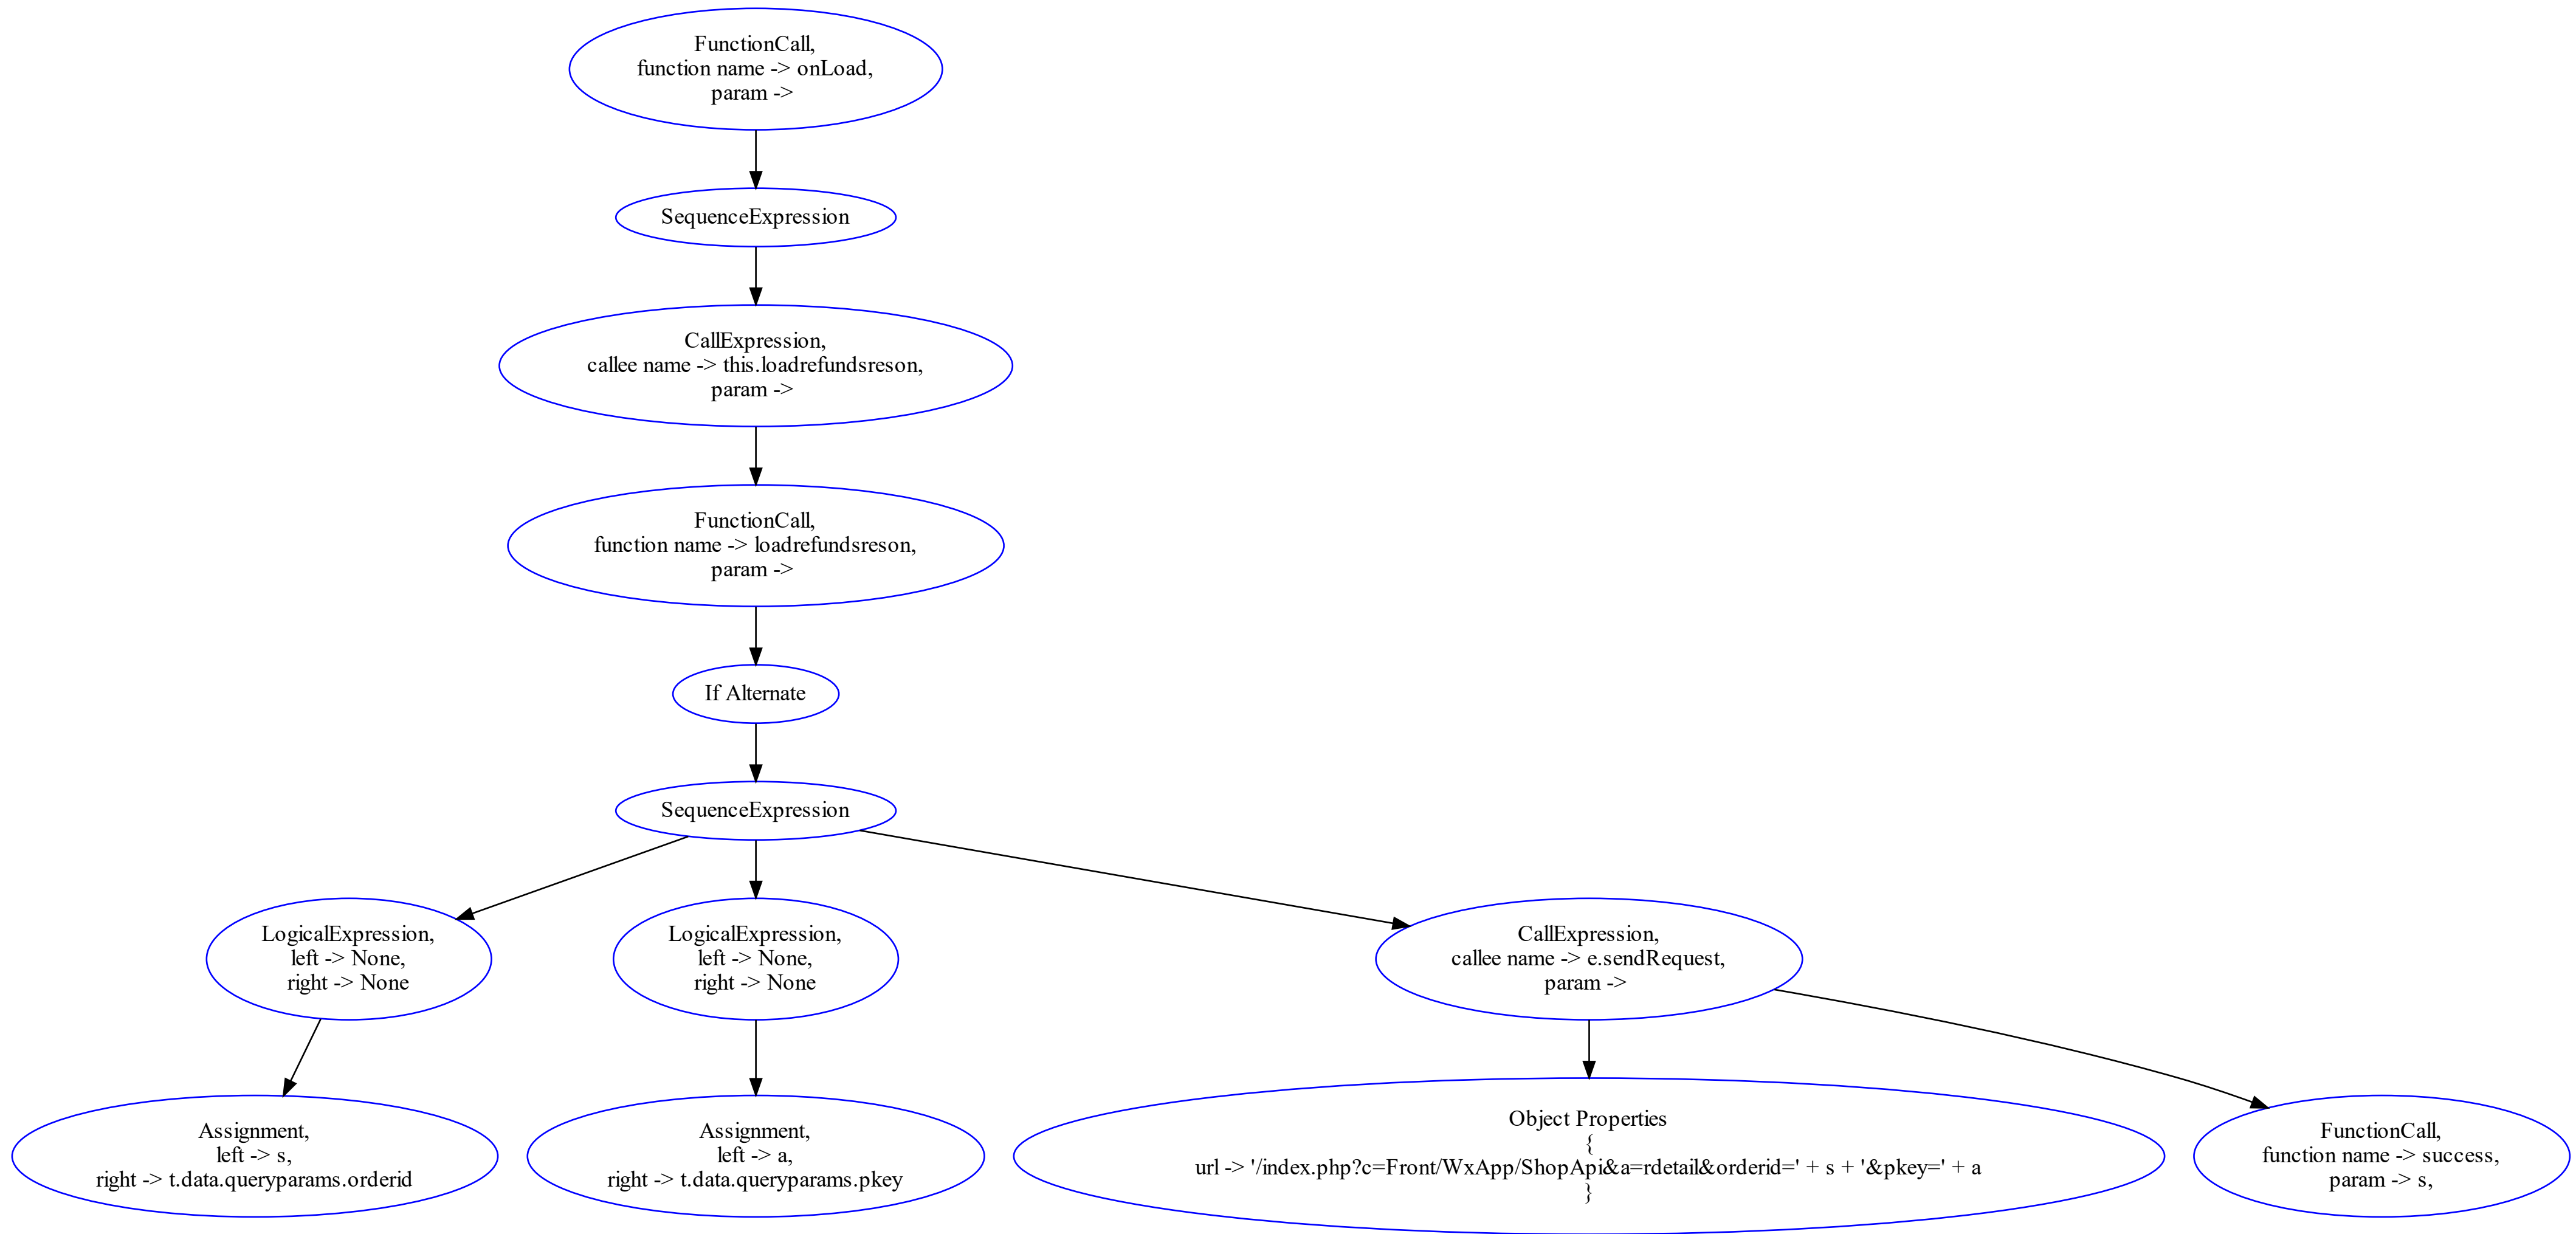 FunctionCall,
function name -> onLoad,
param ->
SequenceExpression
CallExpression,
callee name -> this.loadrefundsreson,
param ->
FunctionCall,
function name -> loadrefundsreson,
param ->
If Alternate
SequenceExpression
LogicalExpression,
left -> None,
right -> None
LogicalExpression,
left -> None,
right -> None
CallExpression,
callee name -> e.sendRequest,
param ->
Assignment,
left -> s,
right -> t.data.queryparams.orderid
Assignment,
left -> a,
right -> t.data.queryparams.pkey
Object Properties
{
url -> '/index.php?c=Front/WxApp/ShopApi&a=rdetail&orderid=' + s + '&pkey=' + a
}
FunctionCall,
function name -> success,
param -> s,